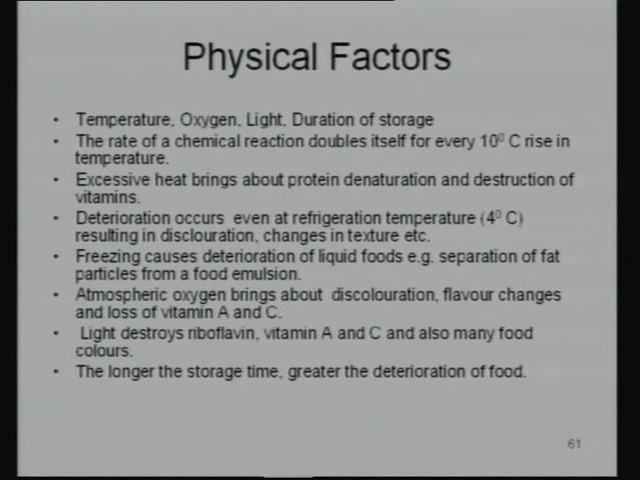 Physical Factors
• Temperature, Oxygen, Light, Duration of storage
• The rate of a chemical reaction doubles itself for every 10⁰ C rise in
temperature.
• Excessive heat brings about protein denaturation and destruction of
vitamins.
• Deterioration occurs even at refrigeration temperature (4⁰ C)
resulting in disclouration, changes in texture etc.
• Freezing causes deterioration of liquid foods e.g. separation of fat
particles from a food emulsion.
• Atmospheric oxygen brings about discolouration, flavour changes
and loss of vitamin A and C.
• Light destroys riboflavin, vitamin A and C and also many food
colours.
• The longer the storage time, greater the deterioration of food.
61